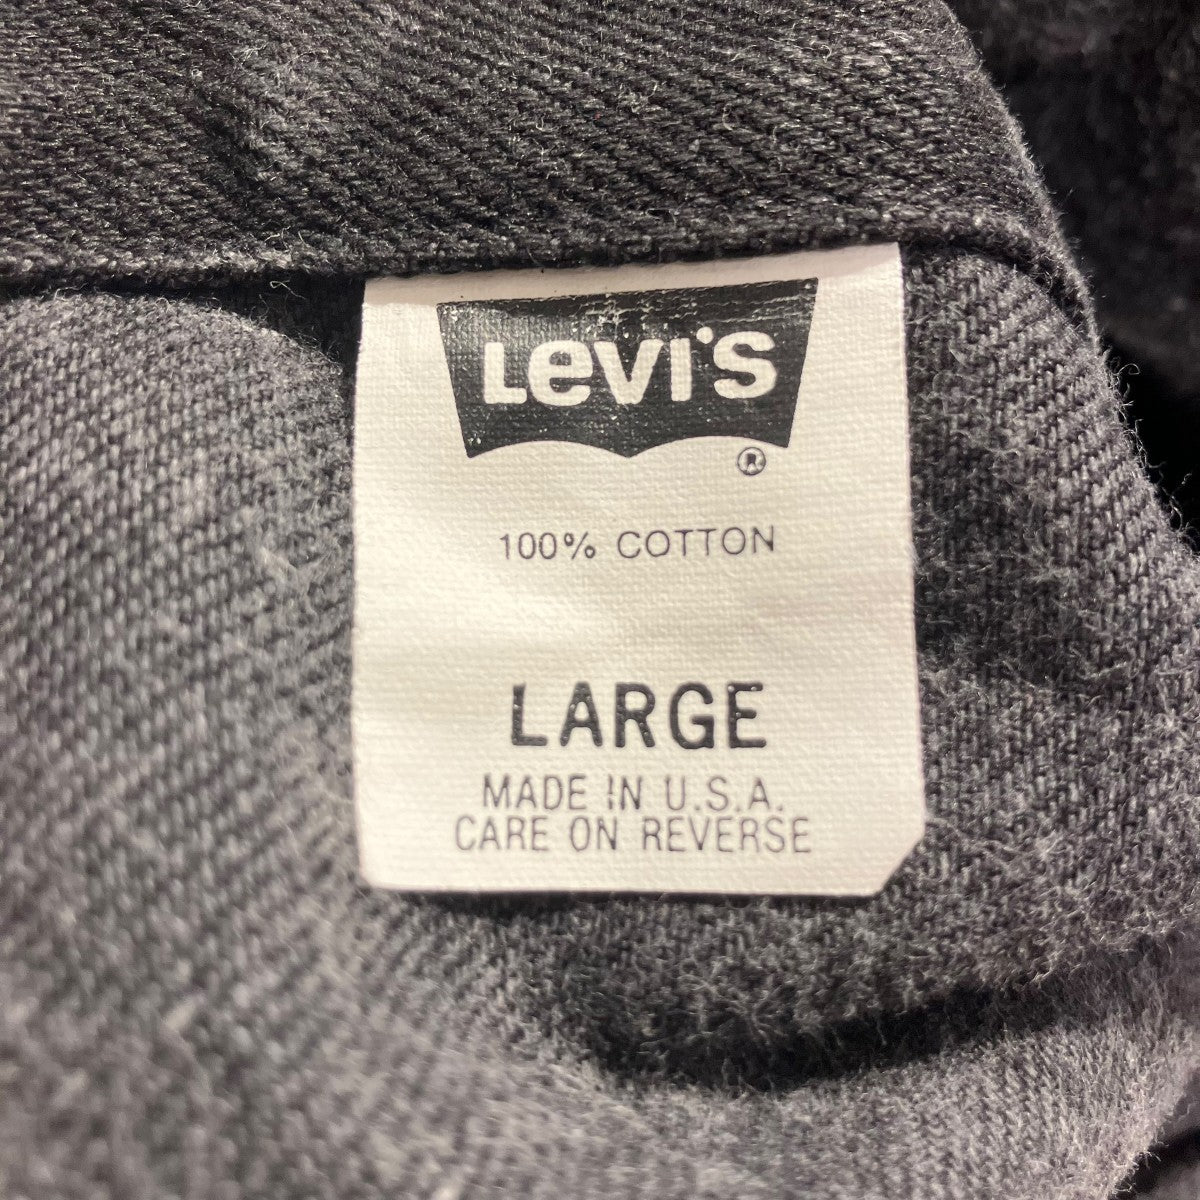 Levi's
®
100% COTTON
LARGE
MADE IN U.S.A.
CARE ON REVERSE